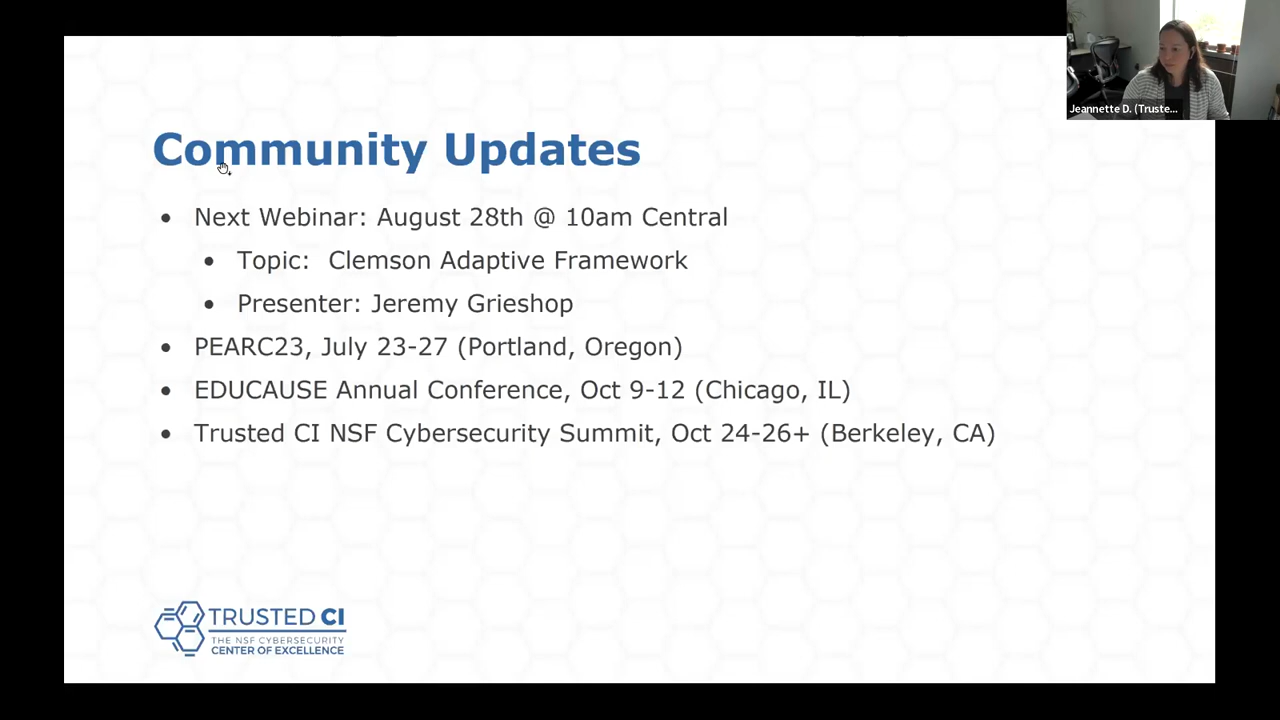 Community Updates
• Next Webinar: August 28th @ 10am Central
• Topic: Clemson Adaptive Framework
• Presenter: Jeremy Grieshop
• PEARC23, July 23-27 (Portland, Oregon)
• EDUCAUSE Annual Conference, Oct 9-12 (Chicago, IL)
• Trusted CI NSF Cybersecurity Summit, Oct 24-26+ (Berkeley, CA)
TRUSTED CI
THE NSF CYBERSECURITY
CENTER OF EXCELLENCE
Jeannette D. (Truste...